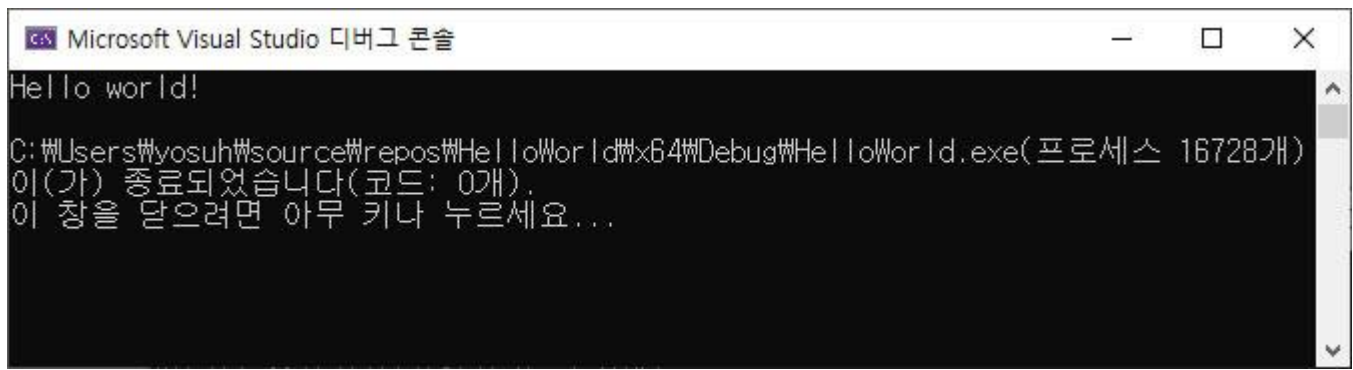 Microsoft Visual Studio 디버그 콘솔
Hello world!
C:₩Users₩yosuh₩source₩repos₩HelloWorld₩x64₩Debug₩HelloWorld.exe(프로세스 16728개)
이(가) 종료되었습니다(코드: 0개).
이 창을 닫으려면 아무 키나 누르세요...